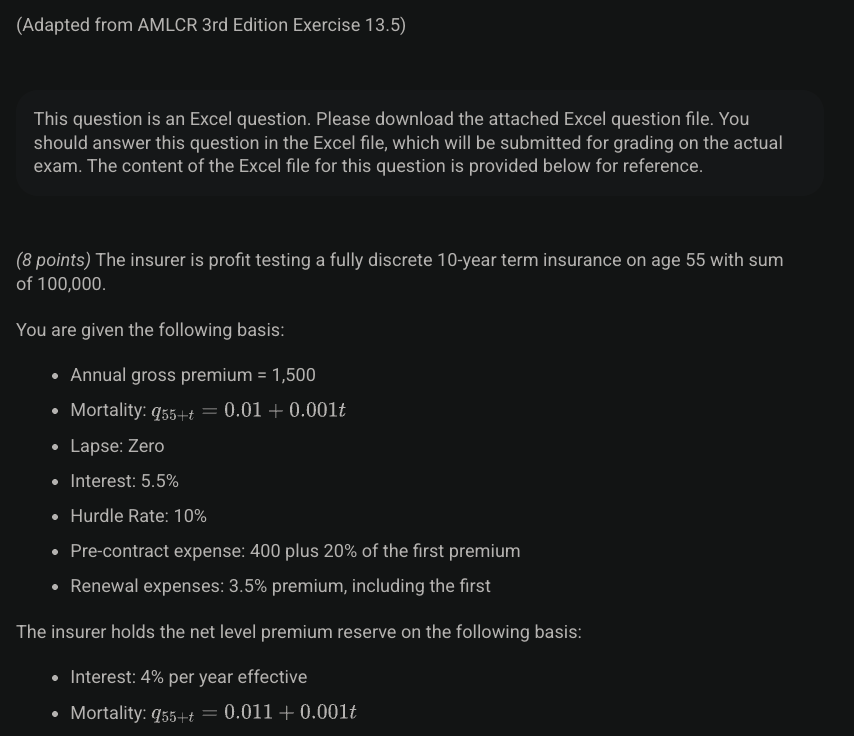 (Adapted from AMLCR 3rd Edition Exercise 13.5)
This question is an Excel question. Please download the attached Excel question file. You
should answer this question in the Excel file, which will be submitted for grading on the actual
exam. The content of the Excel file for this question is provided below for reference.
(8 points) The insurer is profit testing a fully discrete 10-year term insurance on age 55 with sum
of 100,000.
You are given the following basis:
• Annual gross premium = 1,500
• Mortality: q_{55+t} = 0.01 + 0.001t
• Lapse: Zero
• Interest: 5.5%
• Hurdle Rate: 10%
• Pre-contract expense: 400 plus 20% of the first premium
• Renewal expenses: 3.5% premium, including the first
The insurer holds the net level premium reserve on the following basis:
• Interest: 4% per year effective
• Mortality: q_{55+t} = 0.011 + 0.001t